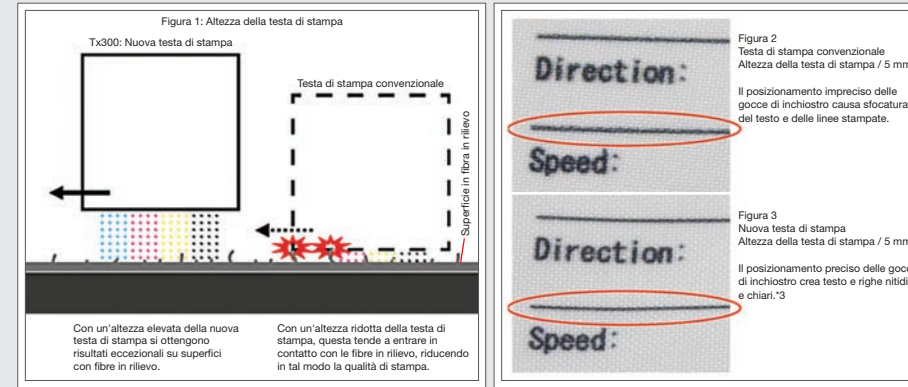 Figura 1: Altezza della testa di stampa
Tx300: Nuova testa di stampa
Testa di stampa convenzionale
Superficie in fibra in rilievo
Con un'altezza elevata della nuova
testa di stampa si ottengono
risultati eccezionali su superfici
con fibre in rilievo.
Con un'altezza ridotta della testa di
stampa, questa tende a entrare in
contatto con le fibre in rilievo, riducendo
in tal modo la qualità di stampa.
Direction:
Speed:
Figura 2
Testa di stampa convenzionale
Altezza della testa di stampa / 5 mm
Il posizionamento impreciso delle
gocce di inchiostro causa sfocatura
del testo e delle linee stampate.
Direction:
Speed:
Figura 3
Nuova testa di stampa
Altezza della testa di stampa / 5 mm
Il posizionamento preciso delle
di inchiostro crea testo e righe
e chiari.*3